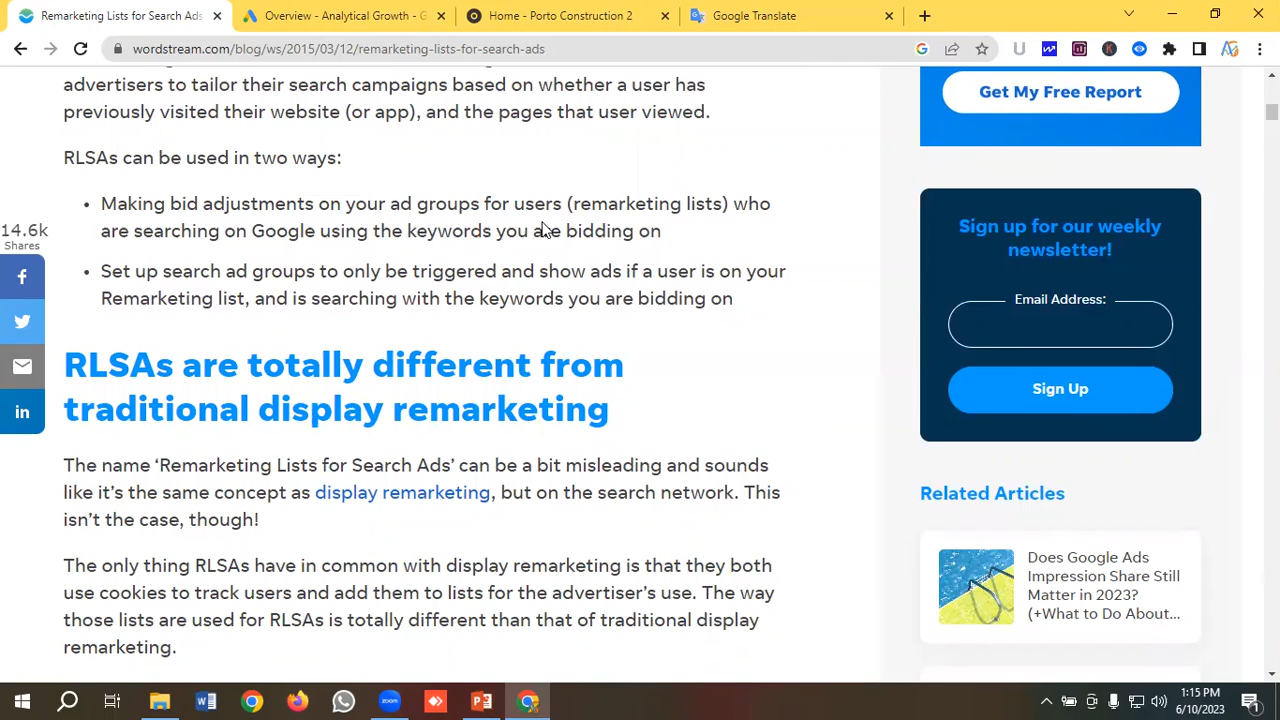 Remarketing Lists for Search Ads
Overview - Analytical Growth - G
Home - Porto Construction 2
Google Translate
wordstream.com/blog/ws/2015/03/12/remarketing-lists-for-search-ads
advertisers to tailor their search campaigns based on whether a user has
previously visited their website (or app), and the pages that user viewed.
RLSAs can be used in two ways:
• Making bid adjustments on your ad groups for users (remarketing lists) who
are searching on Google using the keywords you are bidding on
• Set up search ad groups to only be triggered and show ads if a user is on your
Remarketing list, and is searching with the keywords you are bidding on
RLSAs are totally different from
traditional display remarketing
The name ‘Remarketing Lists for Search Ads’ can be a bit misleading and sounds
like it’s the same concept as display remarketing, but on the search network. This
isn’t the case, though!
The only thing RLSAs have in common with display remarketing is that they both
use cookies to track users and add them to lists for the advertiser’s use. The way
those lists are used for RLSAs is totally different than that of traditional display
remarketing.
14.6k
Shares
Get My Free Report
Sign up for our weekly
newsletter!
Email Address:
Sign Up
Related Articles
Does Google Ads
Impression Share Still
Matter in 2023?
(+What to Do About...
zoom
1:15 PM
6/10/2023